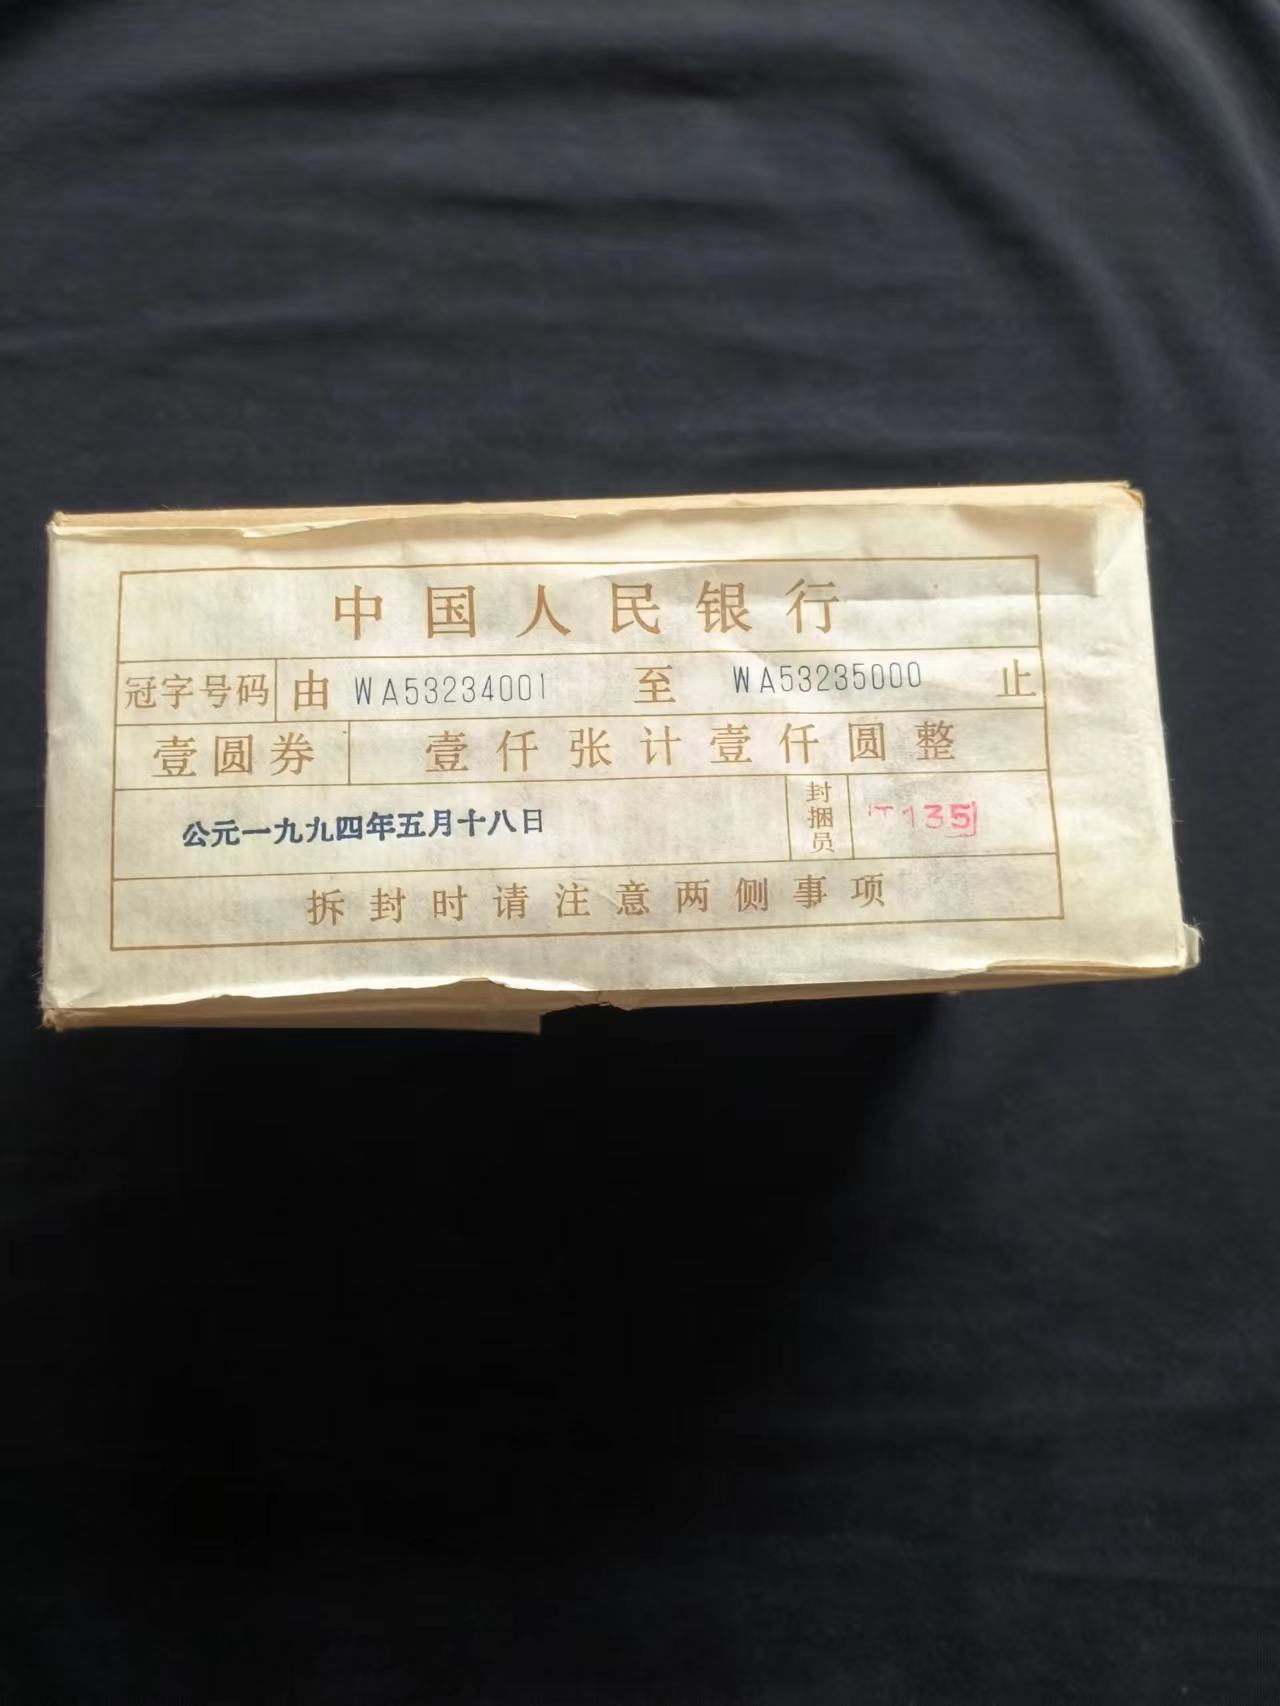 中国人民银行
冠字号码 由 WA53234001 至 WA53235000 止
壹圆券 壹仟张计壹仟圆整
公元一九九四年五月十八日 封捆员 135
拆封时请注意两侧事项